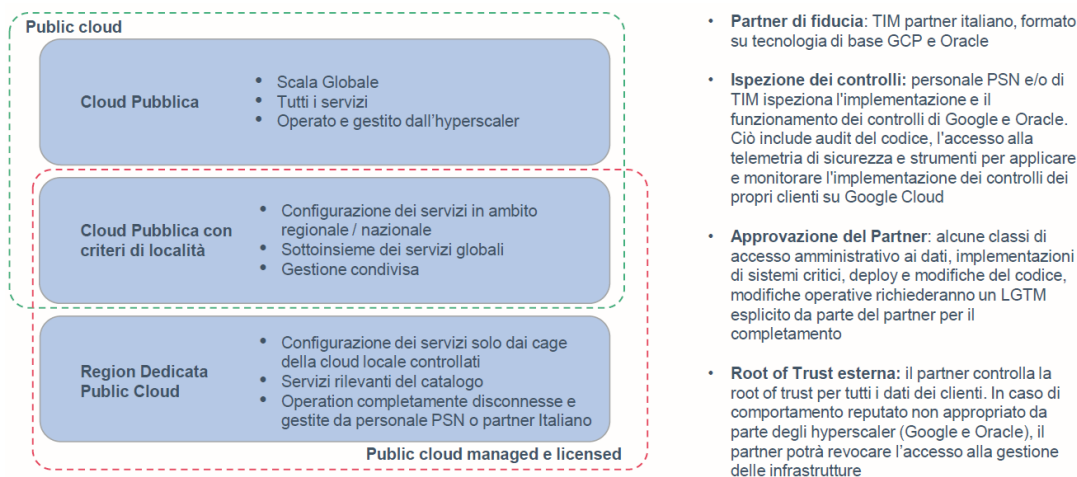 Public cloud
Cloud Pubblica
• Scala Globale
• Tutti i servizi
• Operato e gestito dall'hyperscaler
Cloud Pubblica con
criteri di località
• Configurazione dei servizi in ambito
regionale / nazionale
• Sottoinsieme dei servizi globali
• Gestione condivisa
Region Dedicata
Public Cloud
• Configurazione dei servizi solo dai cage
della cloud locale controllati
• Servizi rilevanti del catalogo
• Operation completamente disconnesse e
gestite da personale PSN o partner Italiano
Public cloud managed e licensed
• Partner di fiducia: TIM partner italiano, formato
su tecnologia di base GCP e Oracle
• Ispezione dei controlli: personale PSN e/o di
TIM ispeziona l'implementazione e il
funzionamento dei controlli di Google e Oracle.
Ciò include audit del codice, l'accesso alla
telemetria di sicurezza e strumenti per applicare
e monitorare l'implementazione dei controlli dei
propri clienti su Google Cloud
• Approvazione del Partner: alcune classi di
accesso amministrativo ai dati, implementazioni
di sistemi critici, deploy e modifiche del codice,
modifiche operative richiederanno un LGTM
esplicito da parte del partner per il
completamento
• Root of Trust esterna: il partner controlla la
root of trust per tutti i dati dei clienti. In caso di
comportamento reputato non appropriato da
parte degli hyperscaler (Google e Oracle), il
partner potrà revocare l'accesso alla gestione
delle infrastrutture